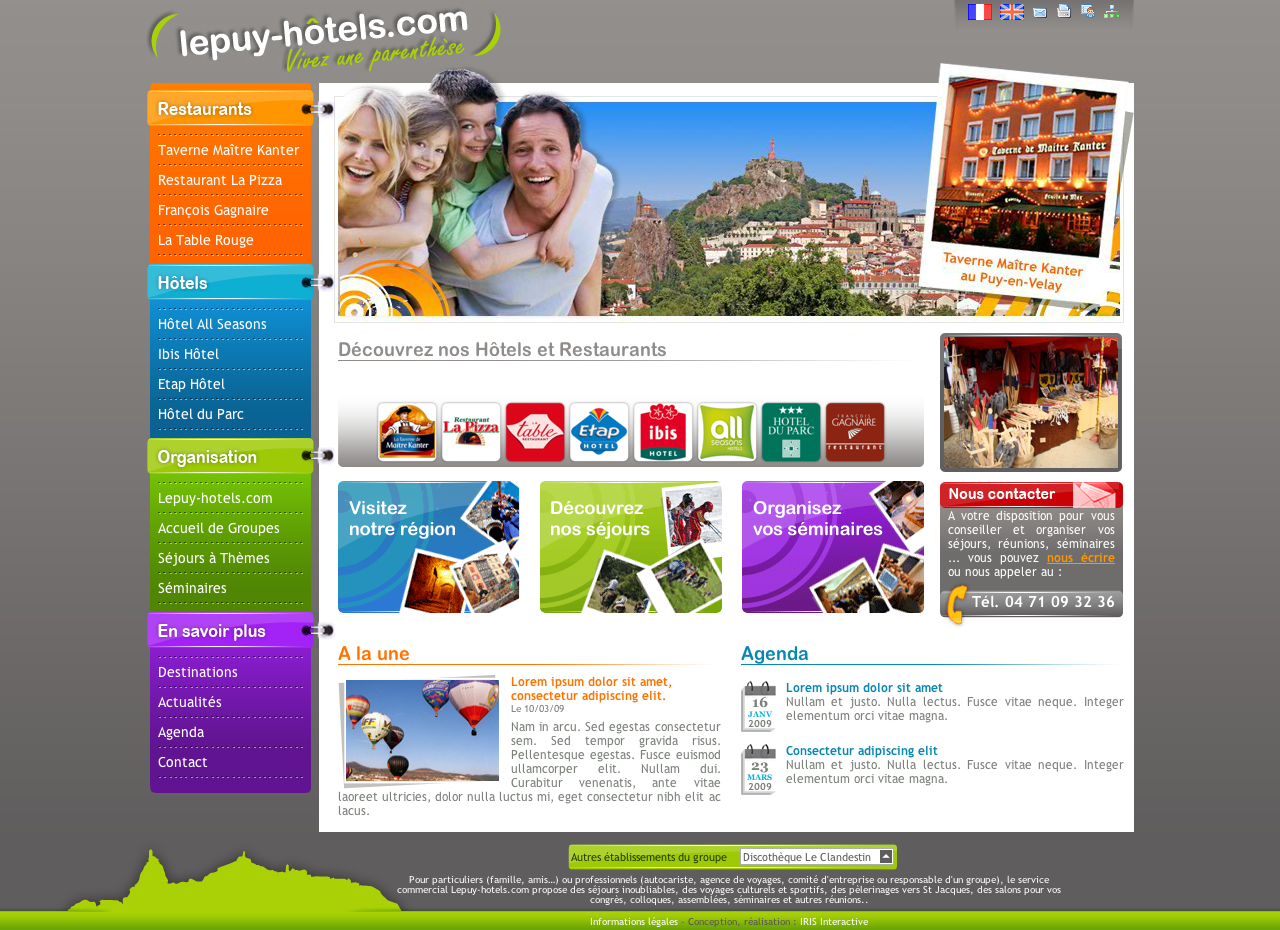 lepuy-hôtels.com
Vivez une parenthèse
Restaurants
Taverne Maître Kanter
Restaurant La Pizza
François Gagnaire
La Table Rouge
Hôtels
Hôtel All Seasons
Ibis Hôtel
Etap Hôtel
Hôtel du Parc
Organisation
Lepuy-hotels.com
Accueil de Groupes
Séjours à Thèmes
Séminaires
En savoir plus
Destinations
Actualités
Agenda
Contact
Taverne de Maitre Kanter
Taverne Maître Kanter
au Puy-en-Velay
Découvrez nos Hôtels et Restaurants
La Taverne de
Maître Kanter
Restaurant
La Pizza
la table
RESTAURANT
Etap
HOTEL
ibis
HOTEL
all
seasons
HOTELS
HOTEL
DU PARC
FRANÇOIS
GAGNAIRE
restaurant
Visitez
notre région
Découvrez
nos séjours
Organisez
vos séminaires
Nous contacter
A votre disposition pour vous
conseiller et organiser vos
séjours, réunions, séminaires
... vous pouvez nous écrire
ou nous appeler au :
Tél. 04 71 09 32 36
A la une
Lorem ipsum dolor sit amet,
consectetur adipiscing elit.
Le 10/03/09
Nam in arcu. Sed egestas consectetur
sem. Sed tempor gravida risus.
Pellentesque egestas. Fusce euismod
ullamcorper elit. Nullam dui.
Curabitur venenatis, ante vitae
laoreet ultricies, dolor nulla luctus mi, eget consectetur nibh elit ac
lacus.
Agenda
16
JANV
2009
Lorem ipsum dolor sit amet
Nullam et justo. Nulla lectus. Fusce vitae neque. Integer
elementum orci vitae magna.
23
MARS
2009
Consectetur adipiscing elit
Nullam et justo. Nulla lectus. Fusce vitae neque. Integer
elementum orci vitae magna.
Autres établissements du groupe
Discothèque Le Clandestin
Pour particuliers (famille, amis…) ou professionnels (autocariste, agence de voyages, comité d'entreprise ou responsable d'un groupe), le service
commercial Lepuy-hotels.com propose des séjours inoubliables, des voyages culturels et sportifs, des pèlerinages vers St Jacques, des salons pour vos
congrès, colloques, assemblées, séminaires et autres réunions..
Informations légales - Conception, réalisation : IRIS Interactive